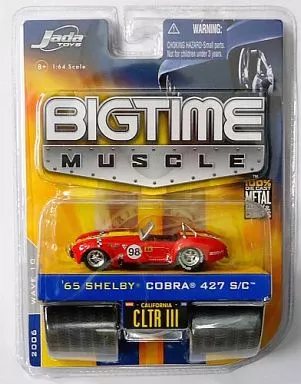 Jada
TOYS
8+ 1:64 Scale
WARNING:
CHOKING HAZARD-Small parts.
Not for children under 3 years.
BIGTIME
MUSCLE
100%
DIE CAST
METAL
98
'65 SHELBY® COBRA® 427 S/C™
WAVE 10
2006
CALIFORNIA
CLTR III